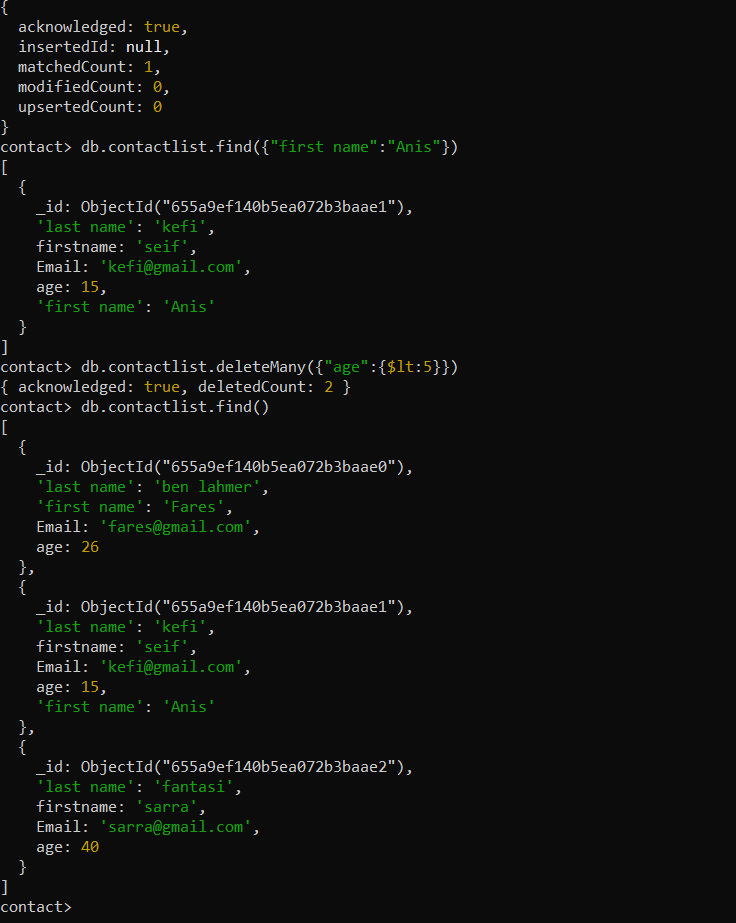 {
  acknowledged: true,
  insertedId: null,
  matchedCount: 1,
  modifiedCount: 0,
  upsertedCount: 0
}
contact> db.contactlist.find({"first name":"Anis"})
[
  {
    _id: ObjectId("655a9ef140b5ea072b3baae1"),
    'last name': 'kefi',
    firstname: 'seif',
    Email: 'kefi@gmail.com',
    age: 15,
    'first name': 'Anis'
  }
]
contact> db.contactlist.deleteMany({"age":{$lt:5}})
{ acknowledged: true, deletedCount: 2 }
contact> db.contactlist.find()
[
  {
    _id: ObjectId("655a9ef140b5ea072b3baae0"),
    'last name': 'ben lahmer',
    'first name': 'Fares',
    Email: 'fares@gmail.com',
    age: 26
  },
  {
    _id: ObjectId("655a9ef140b5ea072b3baae1"),
    'last name': 'kefi',
    firstname: 'seif',
    Email: 'kefi@gmail.com',
    age: 15,
    'first name': 'Anis'
  },
  {
    _id: ObjectId("655a9ef140b5ea072b3baae2"),
    'last name': 'fantasi',
    firstname: 'sarra',
    Email: 'sarra@gmail.com',
    age: 40
  }
]
contact>